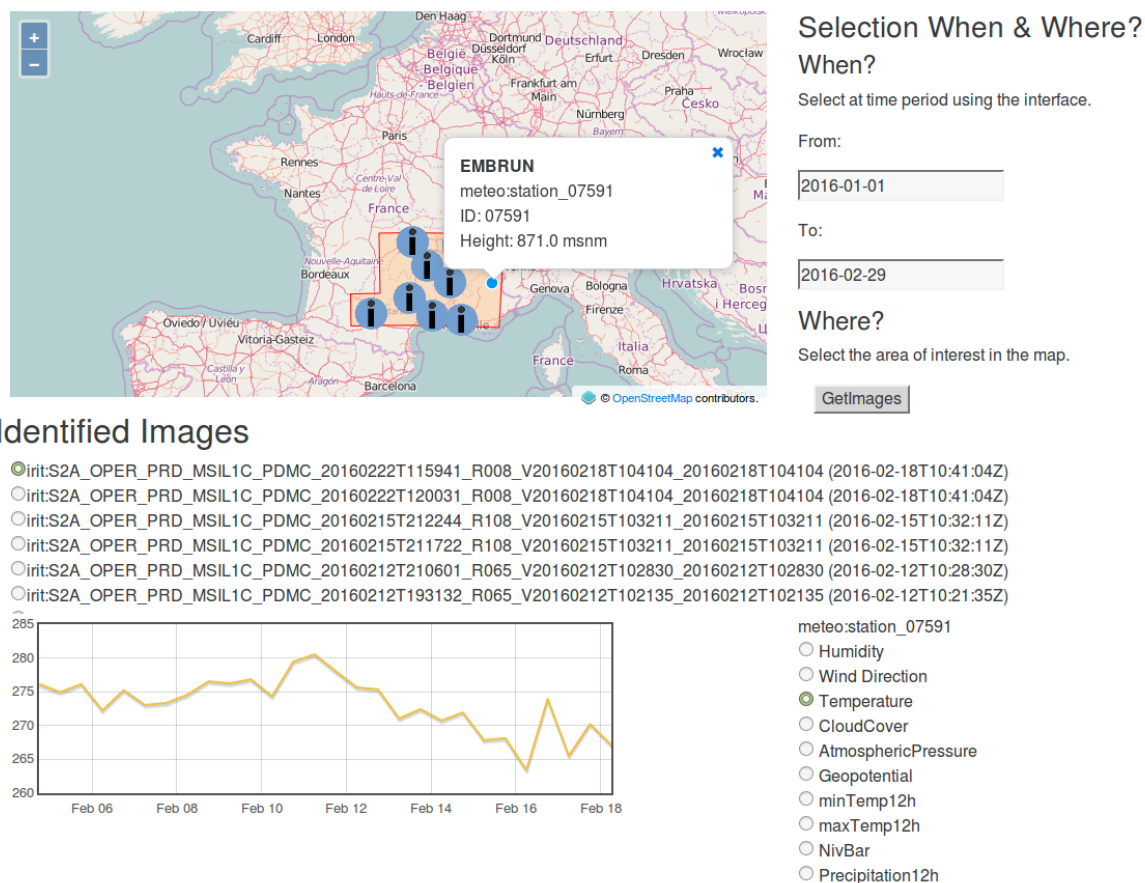 Den Haag
Cardiff London
Dortmund Deutschland
België Düsseldorf
Köln Erfurt Dresden Wrocław
Belgique
Belgien
Frankfurt am
Main
Praha
Česko
Hauts-de-France
Nürnberg
Bayern
Paris
Rennes
Centre-Val
de Loire
Nantes
France
Nouvelle-Aquitaine
Bordeaux
Genova Bologna
Hrvatska
Firenze
i Herceg
Oviedo / Uviéu
Vitoria-Gasteiz
Italia
France
Roma
Castilla y
León
Aragón
Barcelona
+
−
EMBRUN
meteo:station_07591
ID: 07591
Height: 871.0 msnm
© OpenStreetMap contributors.
Selection When & Where?
When?
Select at time period using the interface.
From:
2016-01-01
To:
2016-02-29
Where?
Select the area of interest in the map.
GetImages
Identified Images
irit:S2A_OPER_PRD_MSIL1C_PDMC_20160222T115941_R008_V20160218T104104_20160218T104104 (2016-02-18T10:41:04Z)
irit:S2A_OPER_PRD_MSIL1C_PDMC_20160222T120031_R008_V20160218T104104_20160218T104104 (2016-02-18T10:41:04Z)
irit:S2A_OPER_PRD_MSIL1C_PDMC_20160215T212244_R108_V20160215T103211_20160215T103211 (2016-02-15T10:32:11Z)
irit:S2A_OPER_PRD_MSIL1C_PDMC_20160215T211722_R108_V20160215T103211_20160215T103211 (2016-02-15T10:32:11Z)
irit:S2A_OPER_PRD_MSIL1C_PDMC_20160212T210601_R065_V20160212T102830_20160212T102830 (2016-02-12T10:28:30Z)
irit:S2A_OPER_PRD_MSIL1C_PDMC_20160212T193132_R065_V20160212T102135_20160212T102135 (2016-02-12T10:21:35Z)
285
280
275
270
265
260
Feb 06 Feb 08 Feb 10 Feb 12 Feb 14 Feb 16 Feb 18
meteo:station_07591
Humidity
Wind Direction
Temperature
CloudCover
AtmosphericPressure
Geopotential
minTemp12h
maxTemp12h
NivBar
Precipitation12h